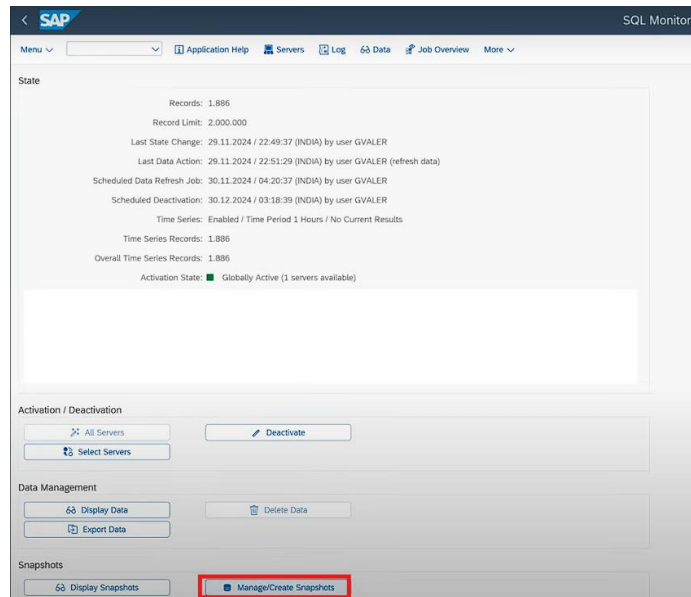 SAP SQL Monitor
Menu Application Help Servers Log Data Job Overview More
State
Records: 1.886
Record Limit: 2.000.000
Last State Change: 29.11.2024 / 22:49:37 (INDIA) by user GVALER
Last Data Action: 29.11.2024 / 22:51:29 (INDIA) by user GVALER (refresh data)
Scheduled Data Refresh Job: 30.11.2024 / 04:20:37 (INDIA) by user GVALER
Scheduled Deactivation: 30.12.2024 / 03:18:39 (INDIA) by user GVALER
Time Series: Enabled / Time Period 1 Hours / No Current Results
Time Series Records: 1.886
Overall Time Series Records: 1.886
Activation State: Globally Active (1 servers available)
Activation / Deactivation
All Servers Deactivate
Select Servers
Data Management
Display Data Delete Data
Export Data
Snapshots
Display Snapshots Manage/Create Snapshots